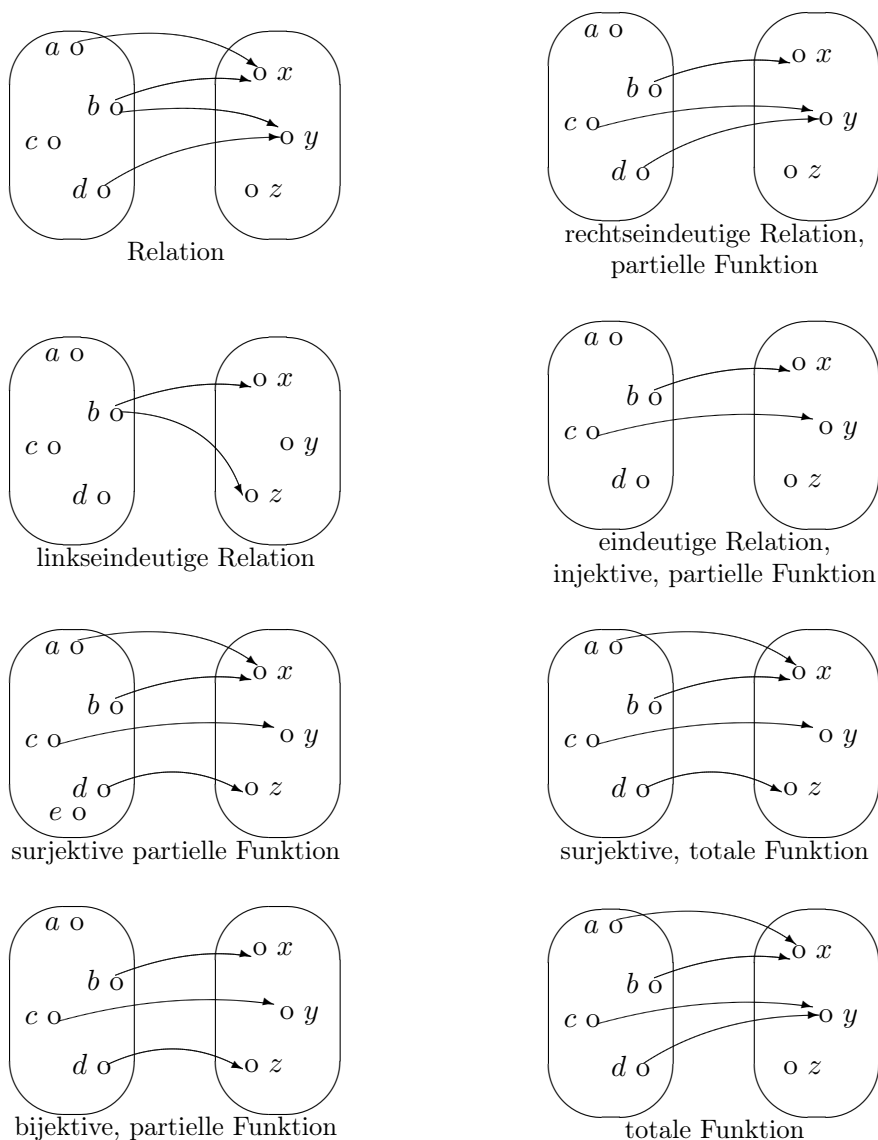 a o
o x
b o
c o
o y
d o
o z
Relation
a o
o x
b o
c o
o y
d o
o z
rechtseindeutige Relation,
partielle Funktion
a o
o x
b o
c o
o y
d o
o z
linkseindeutige Relation
a o
o x
b o
c o
o y
d o
o z
eindeutige Relation,
injektive, partielle Funktion
a o
o x
b o
c o
o y
d o
o z
e o
surjektive partielle Funktion
a o
o x
b o
c o
o y
d o
o z
surjektive, totale Funktion
a o
o x
b o
c o
o y
d o
o z
bijektive, partielle Funktion
a o
o x
b o
c o
o y
d o
o z
totale Funktion